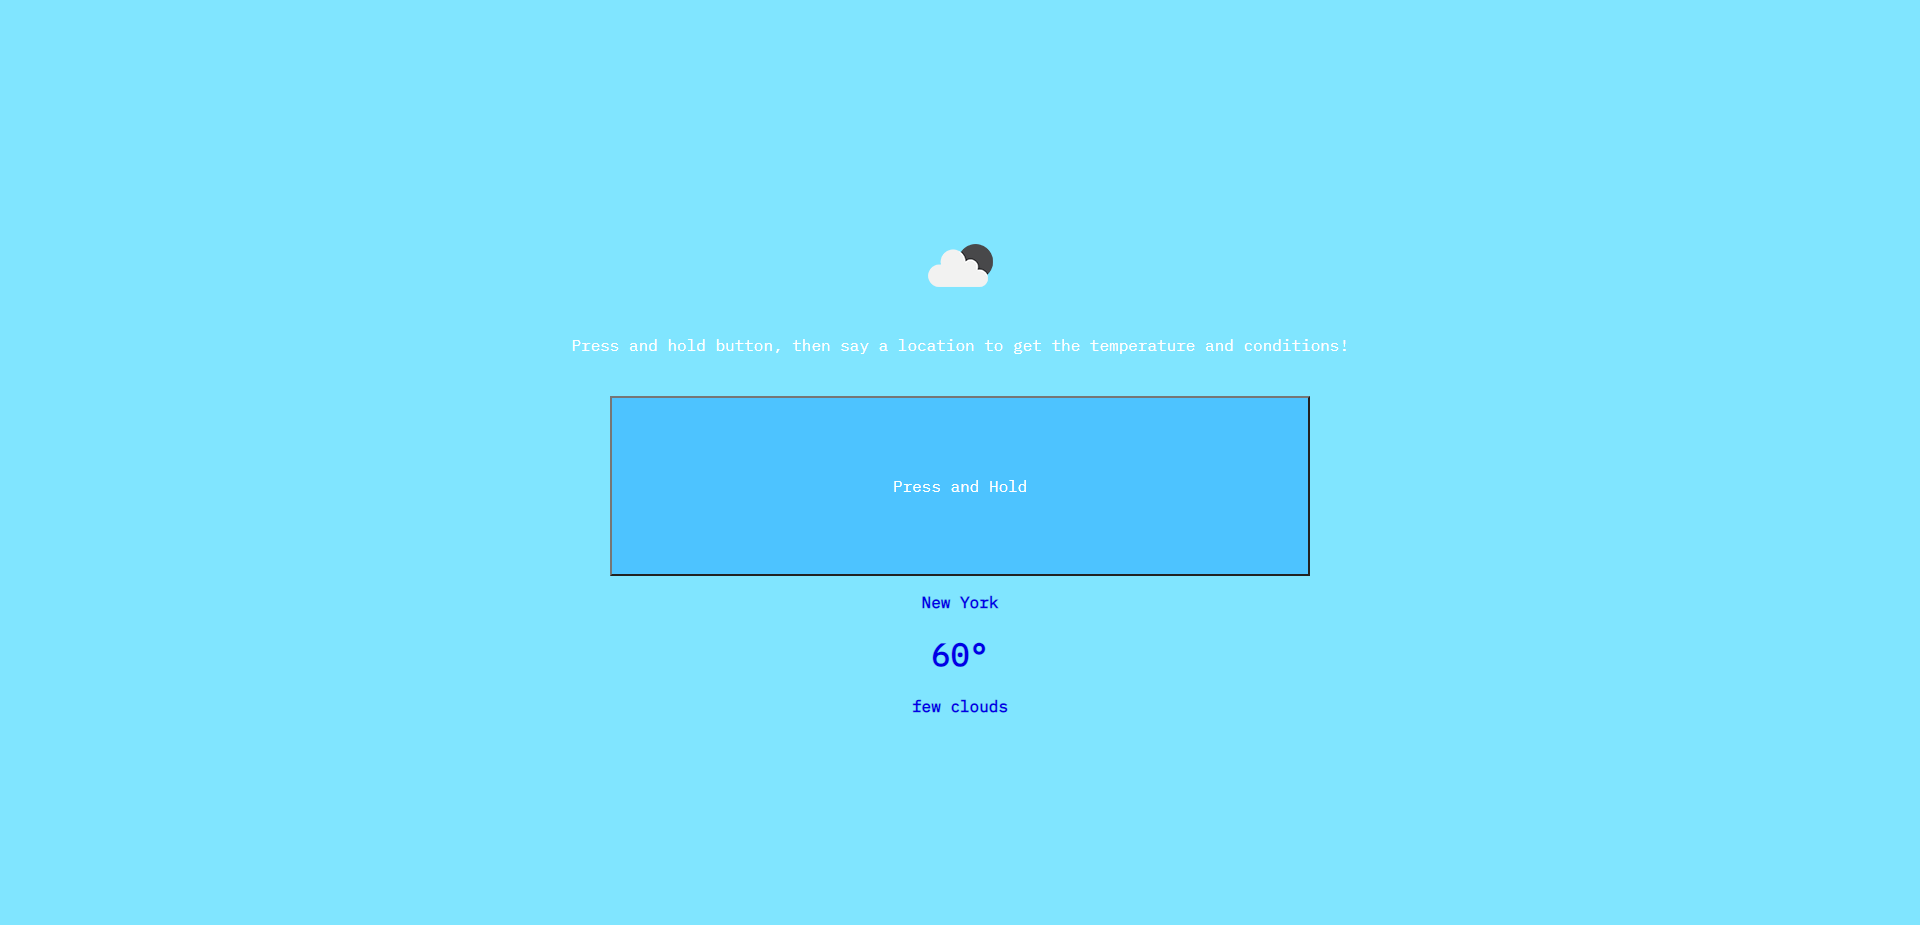 Press and hold button, then say a location to get the temperature and conditions!
Press and Hold
New York
60°
few clouds